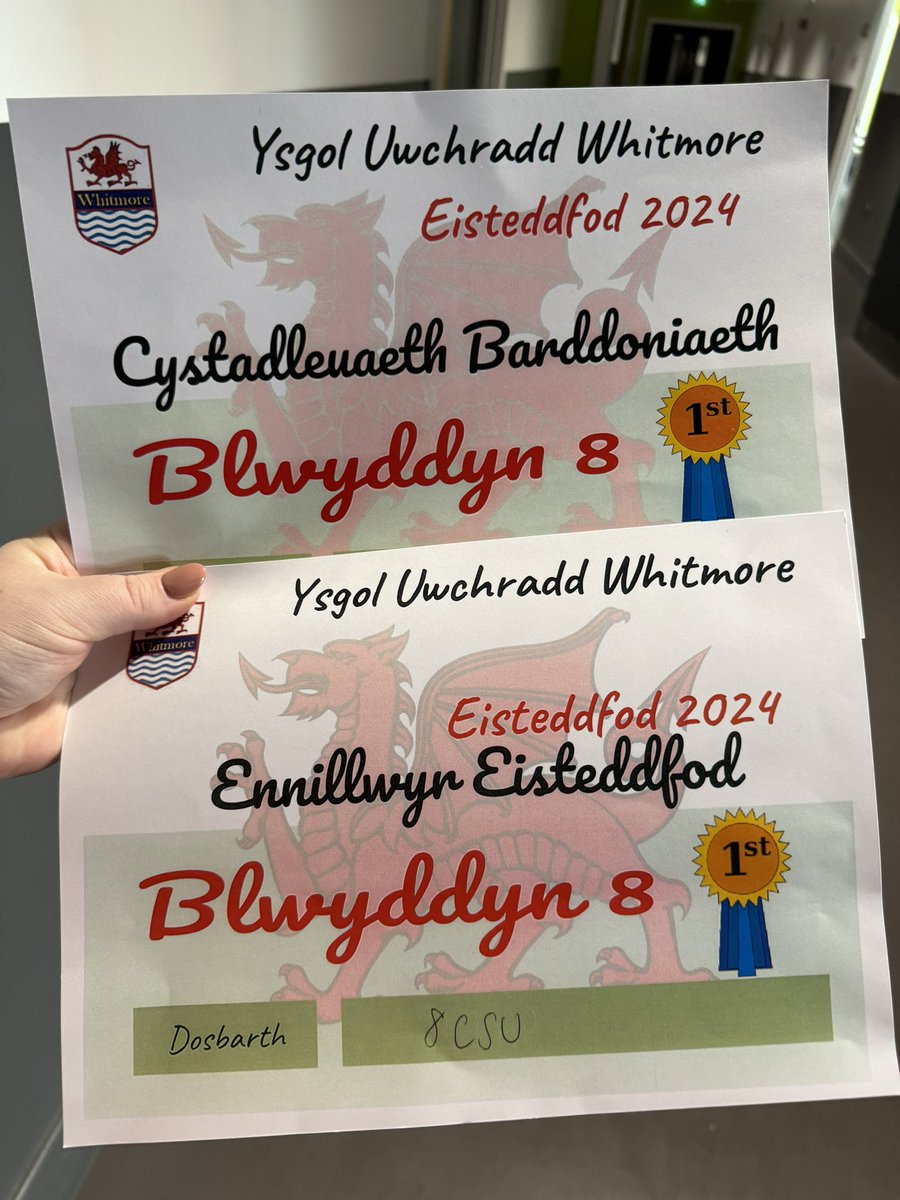 Ysgol Uwchradd Whitmore
Whitmore
Eisteddfod 2024
Cystadleuaeth Barddoniaeth
Blwyddyn 8
1st
Ysgol Uwchradd Whitmore
Whitmore
Eisteddfod 2024
Ennillwyr Eisteddfod
Blwyddyn 8
1st
Dosbarth
8CSU